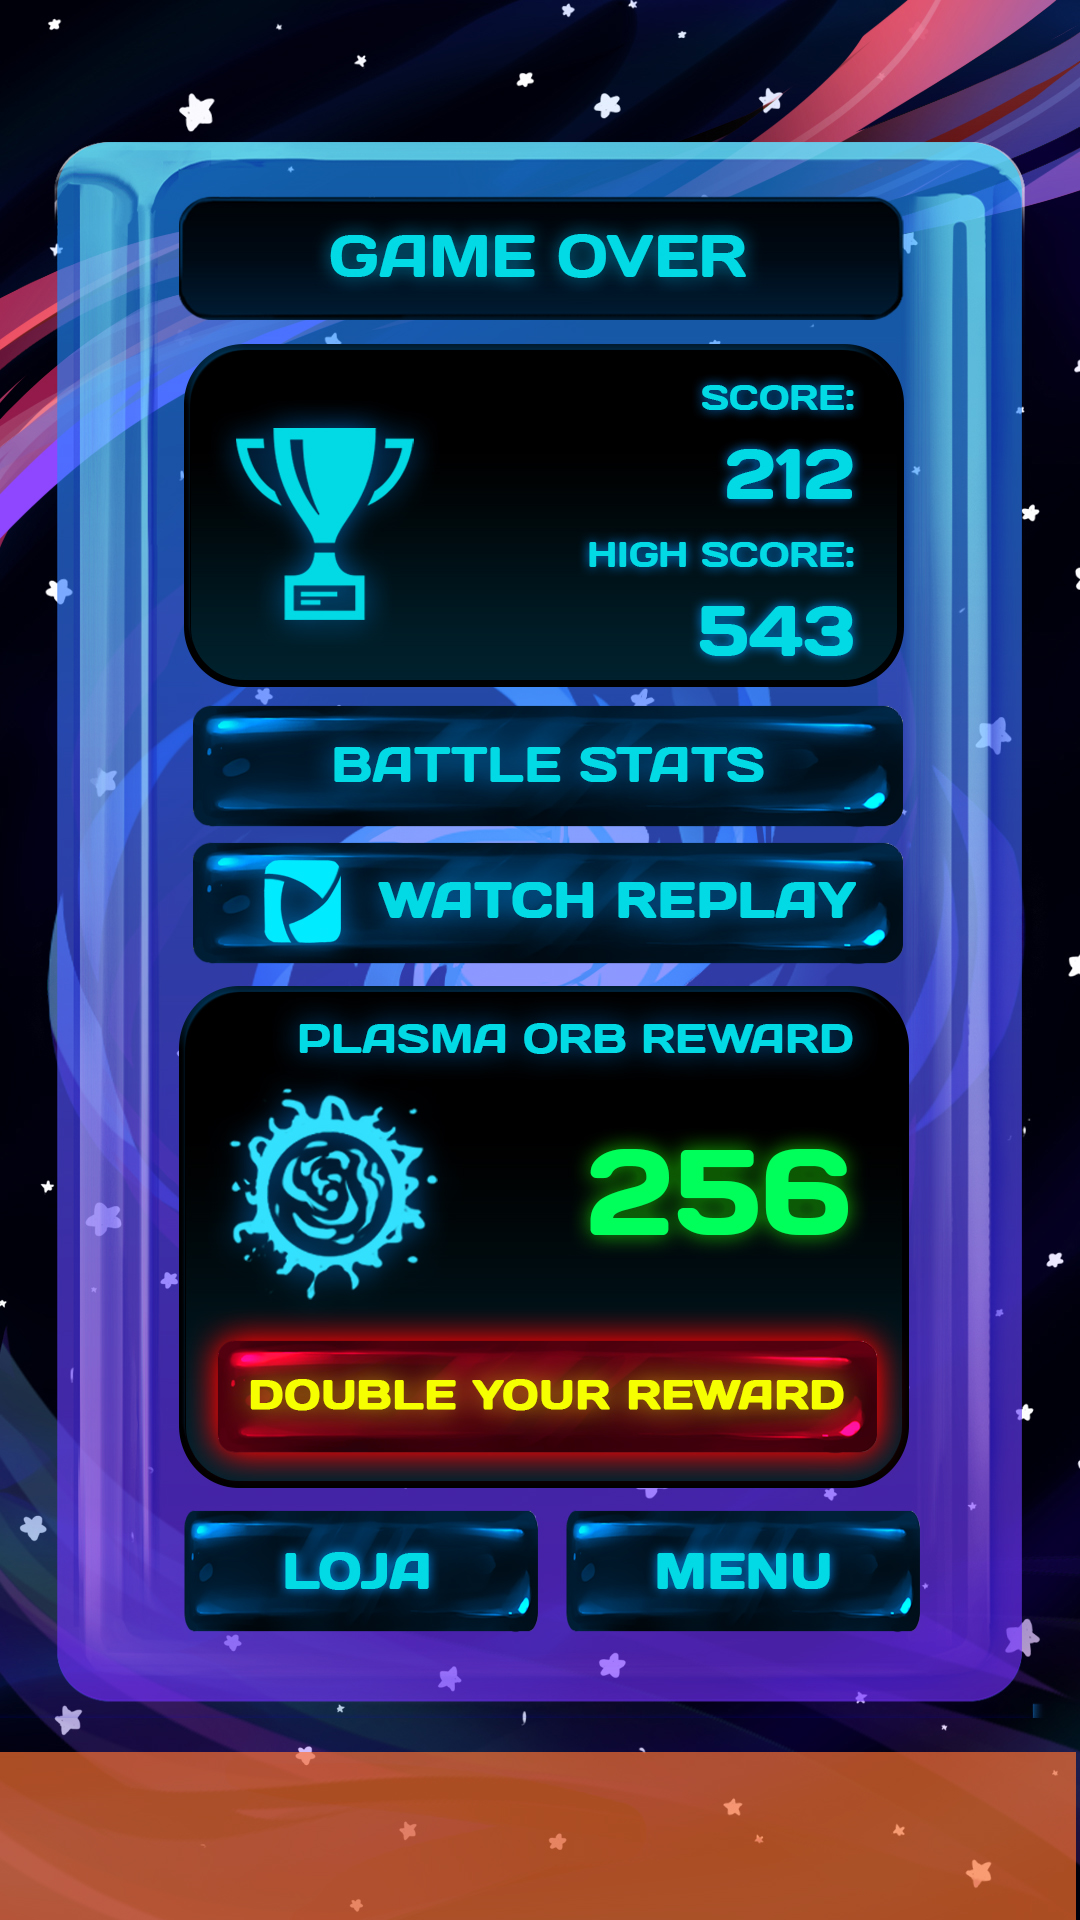 GAME OVER
SCORE:
212
HIGH SCORE:
543
BATTLE STATS
WATCH REPLAY
PLASMA ORB REWARD
256
DOUBLE YOUR REWARD
LOJA
MENU